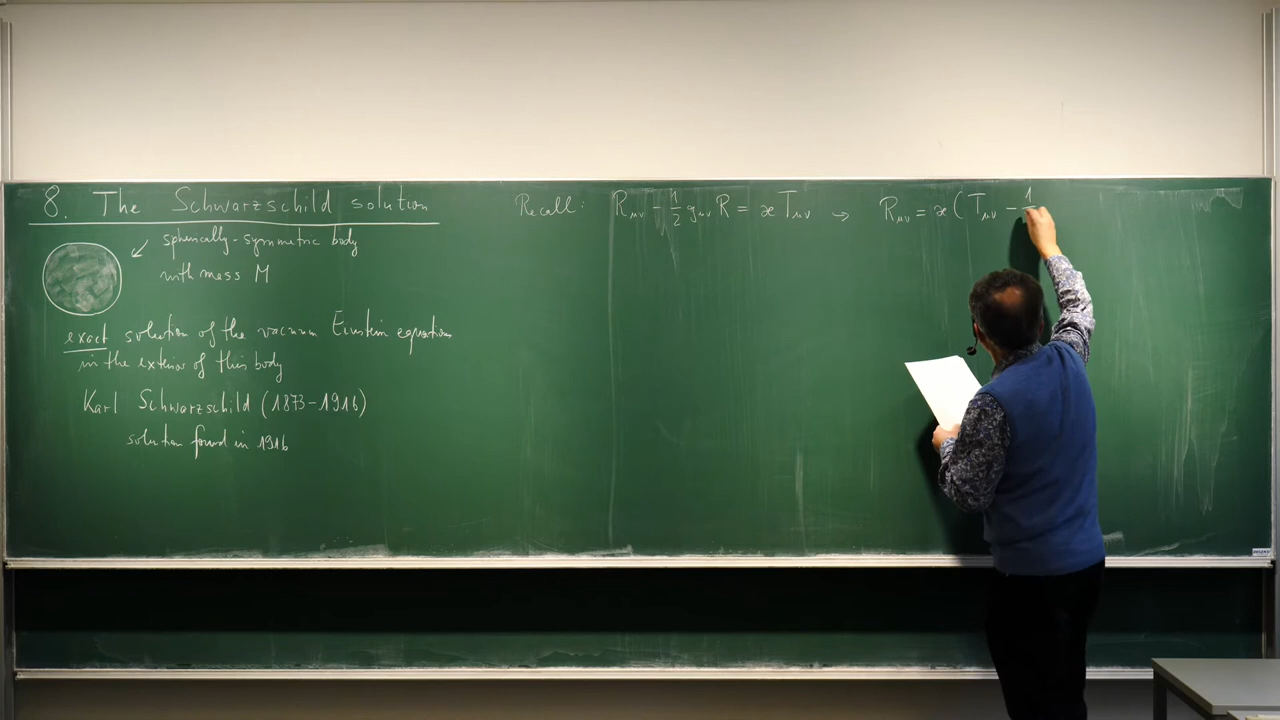 8. The Schwarzschild solution
spherically-symmetric body
with mass M
exact solution of the vacuum Einstein equations
in the exterior of this body
Karl Schwarzschild (1873-1916)
solution found in 1916
Recall: Rμν - 1/2 gμν R = ϰ Tμν → Rμν = ϰ ( Tμν - 1